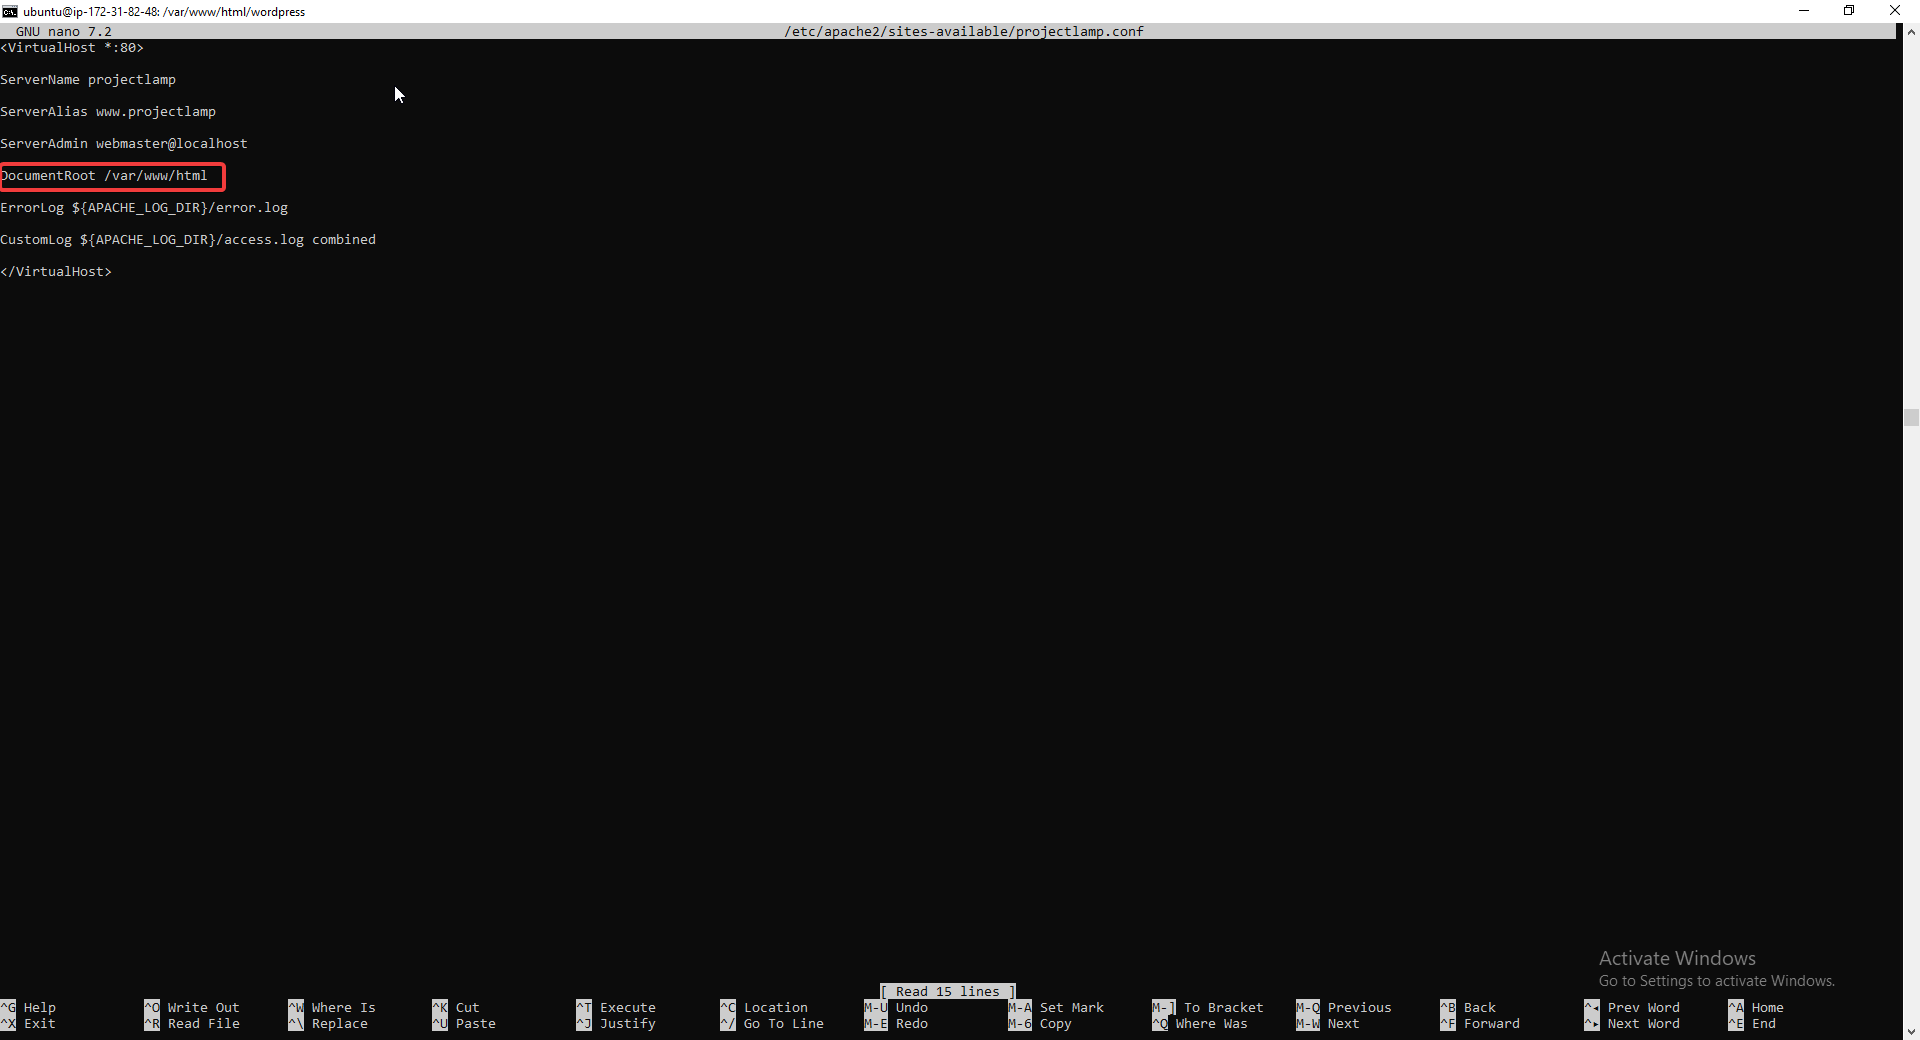 ubuntu@ip-172-31-82-48: /var/www/html/wordpress
GNU nano 7.2 /etc/apache2/sites-available/projectlamp.conf
<VirtualHost *:80>
ServerName projectlamp
ServerAlias www.projectlamp
ServerAdmin webmaster@localhost
DocumentRoot /var/www/html
ErrorLog ${APACHE_LOG_DIR}/error.log
CustomLog ${APACHE_LOG_DIR}/access.log combined
</VirtualHost>
Activate Windows
Go to Settings to activate Windows.
[ Read 15 lines ]
^G Help ^O Write Out ^W Where Is ^K Cut ^T Execute ^C Location M-U Undo M-A Set Mark M-] To Bracket M-Q Previous ^B Back ^◂ Prev Word ^A Home
^X Exit ^R Read File ^\ Replace ^U Paste ^J Justify ^/ Go To Line M-E Redo M-6 Copy ^Q Where Was M-W Next ^F Forward ^▸ Next Word ^E End